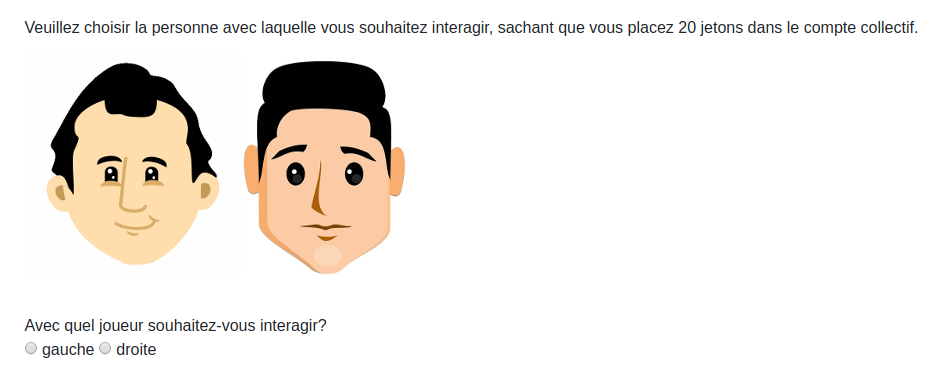 Veuillez choisir la personne avec laquelle vous souhaitez interagir, sachant que vous placez 20 jetons dans le compte collectif.
Avec quel joueur souhaitez-vous interagir?
gauche droite